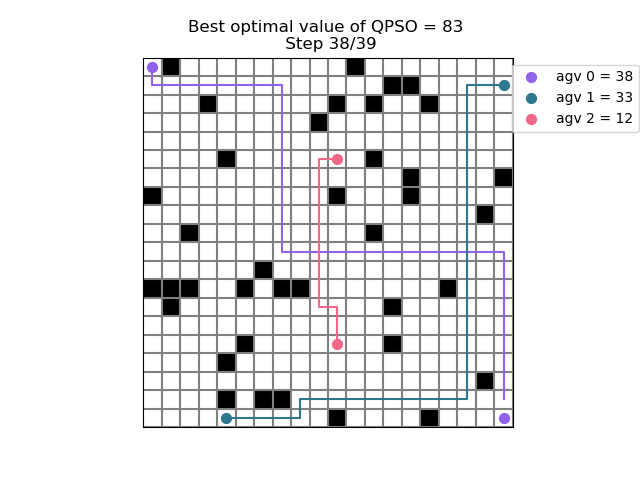 Best optimal value of QPSO = 83
Step 38/39
agv 0 = 38
agv 1 = 33
agv 2 = 12